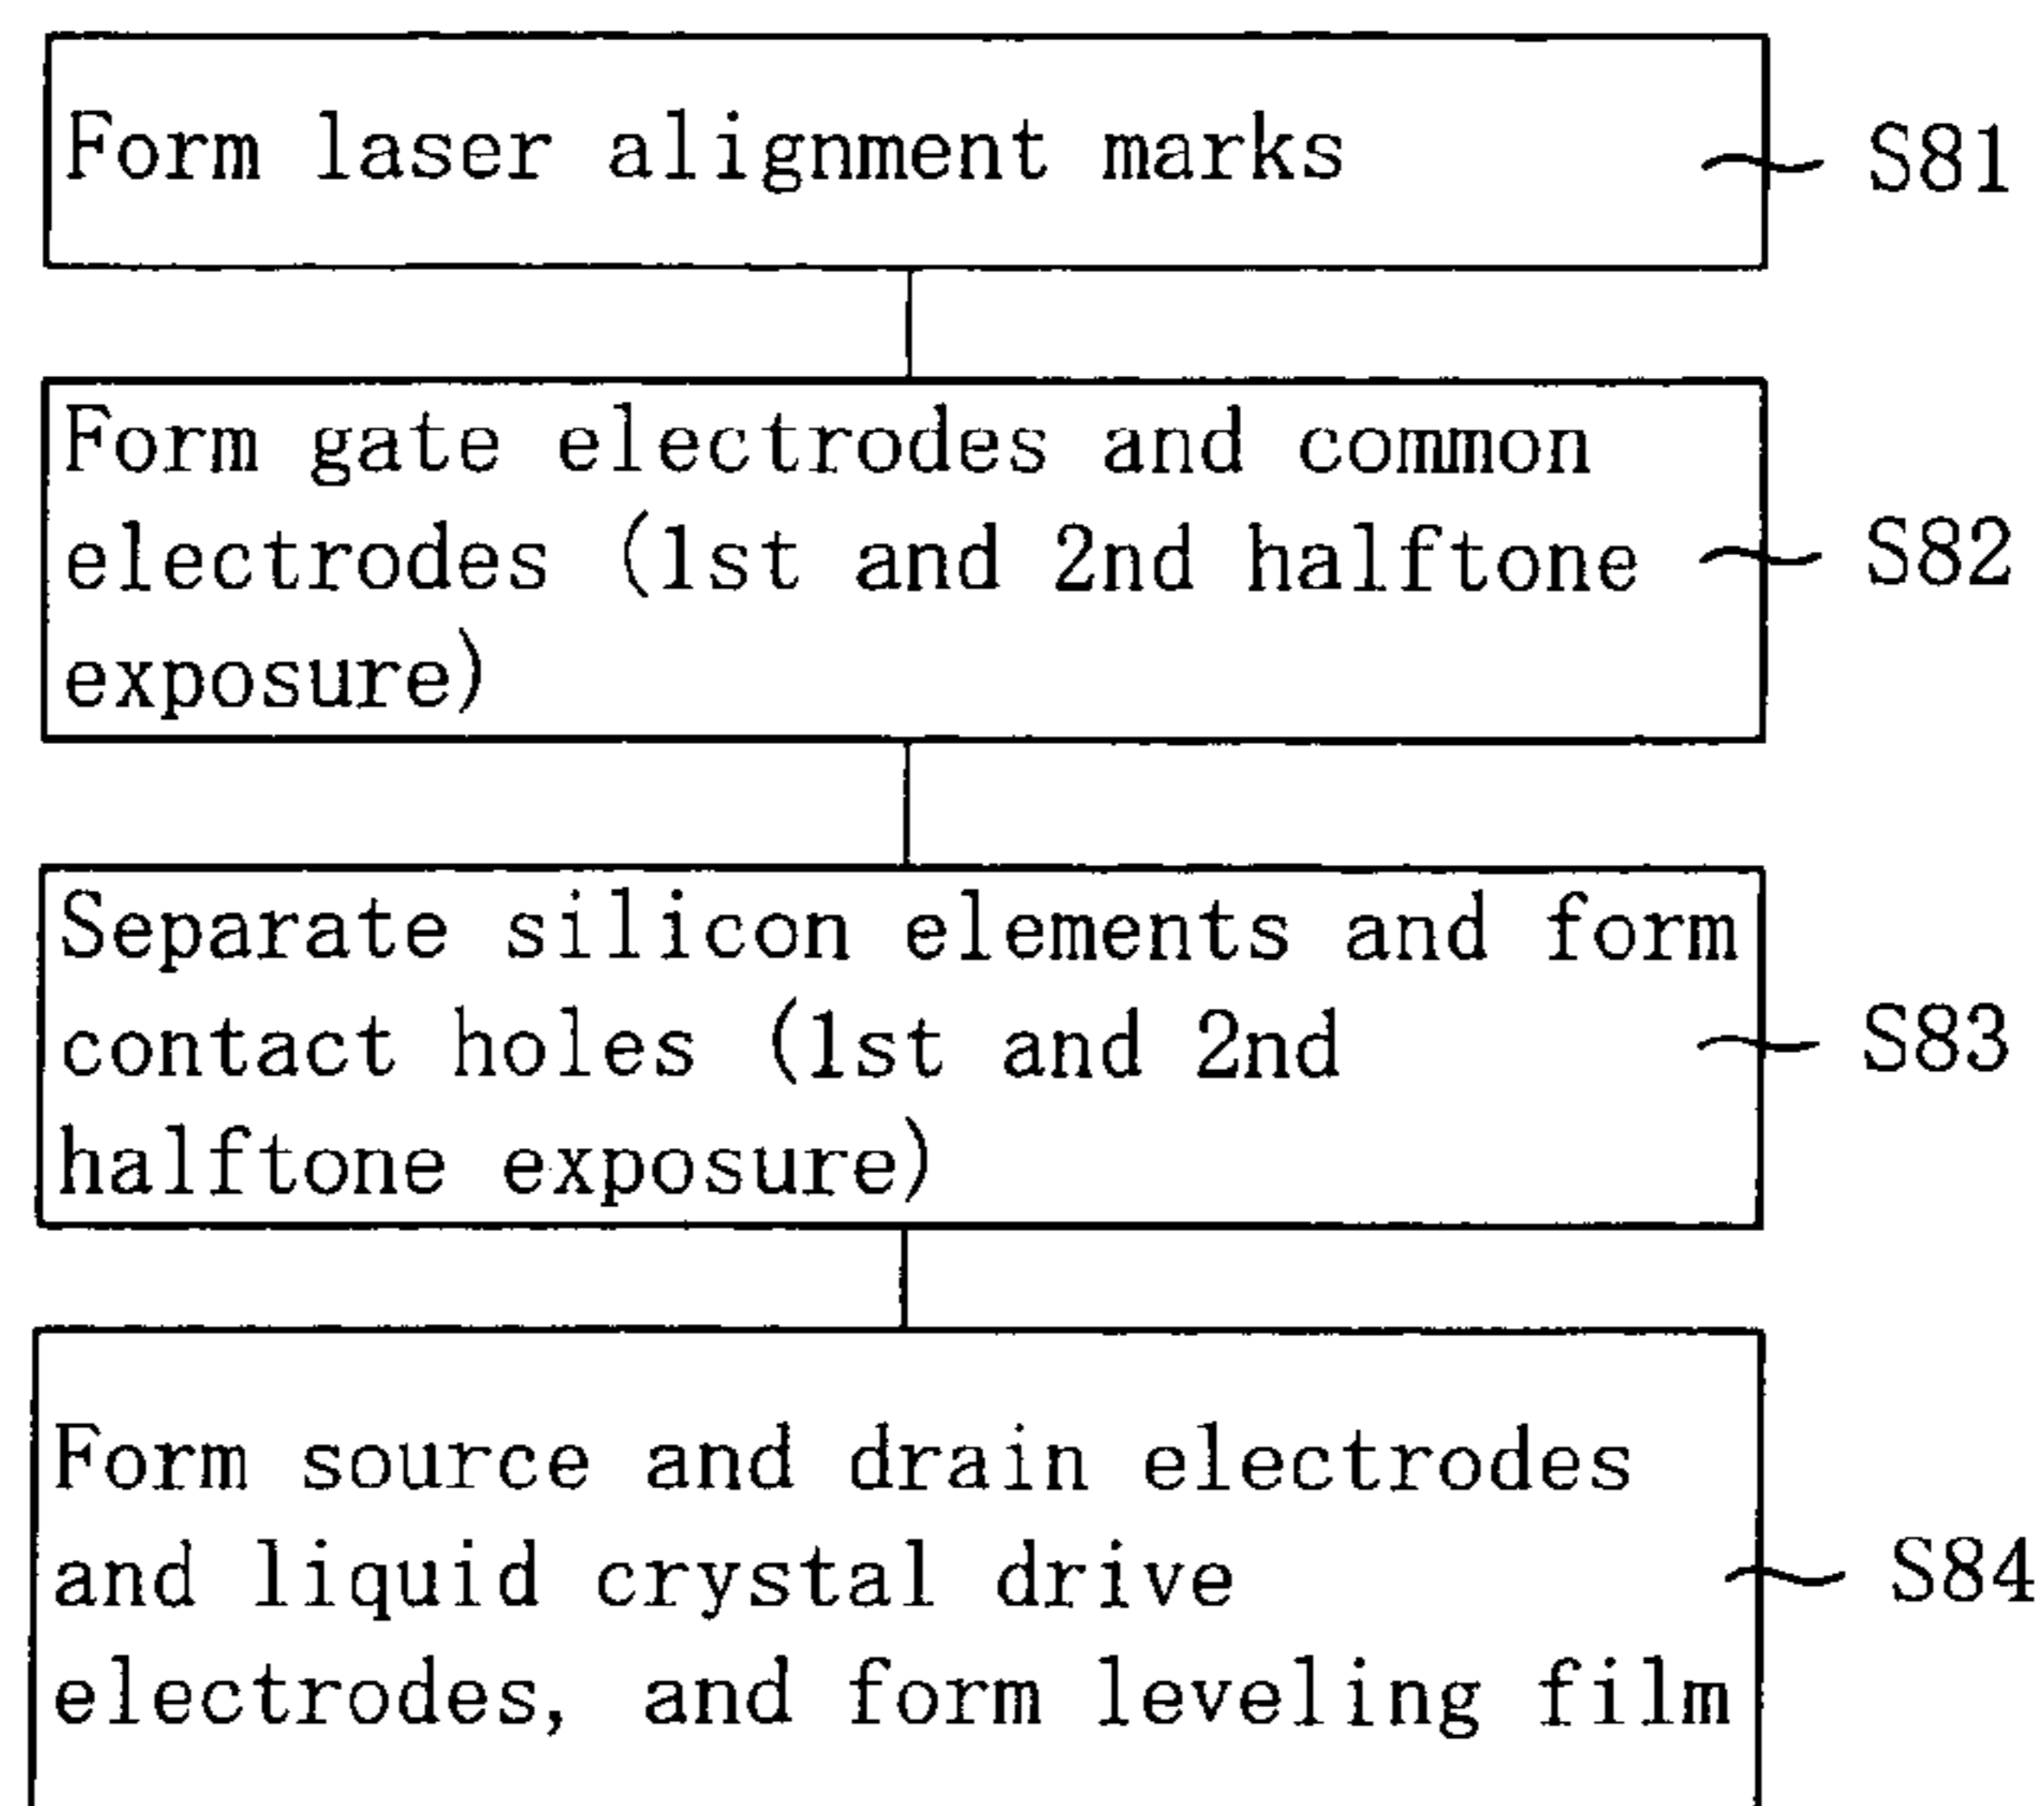 Form laser alignment marks
S81
Form gate electrodes and common
electrodes (1st and 2nd halftone
exposure)
S82
Separate silicon elements and form
contact holes (1st and 2nd
halftone exposure)
S83
Form source and drain electrodes
and liquid crystal drive
electrodes, and form leveling film
S84